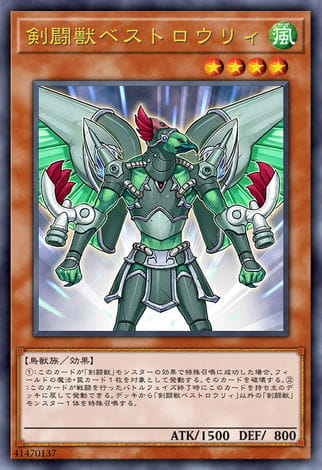 剣闘獣ベストロウリィ 風
【鳥獣族/効果】
①:このカードが「剣闘獣」モンスターの効果で特殊召喚に成功した場合、フィ
ールドの魔法・罠カード1枚を対象として発動する。そのカードを破壊する。②
:このカードが戦闘を行ったバトルフェイズ終了時にこのカードを持ち主のデ
ッキに戻して発動できる。デッキから「剣闘獣ベストロウリィ」以外の「剣闘獣」
モンスター1体を特殊召喚する。
ATK/1500 DEF/ 800
41470137